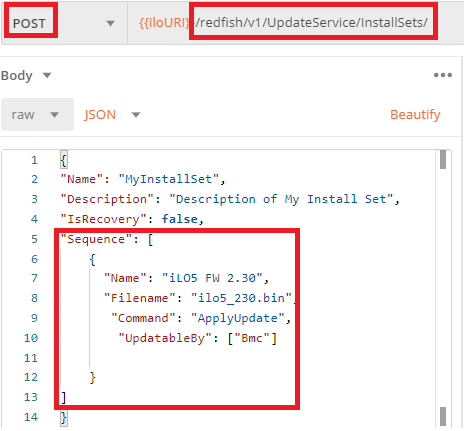 POST {{iloURI}}/redfish/v1/UpdateService/InstallSets/
Body
raw JSON Beautify
1 {
2 "Name": "MyInstallSet",
3 "Description": "Description of My Install Set",
4 "IsRecovery": false,
5 "Sequence": [
6 {
7 "Name": "iLO5 FW 2.30",
8 "Filename": "ilo5_230.bin",
9 "Command": "ApplyUpdate",
10 "UpdatableBy": ["Bmc"]
11
12 }
13 ]
14 }